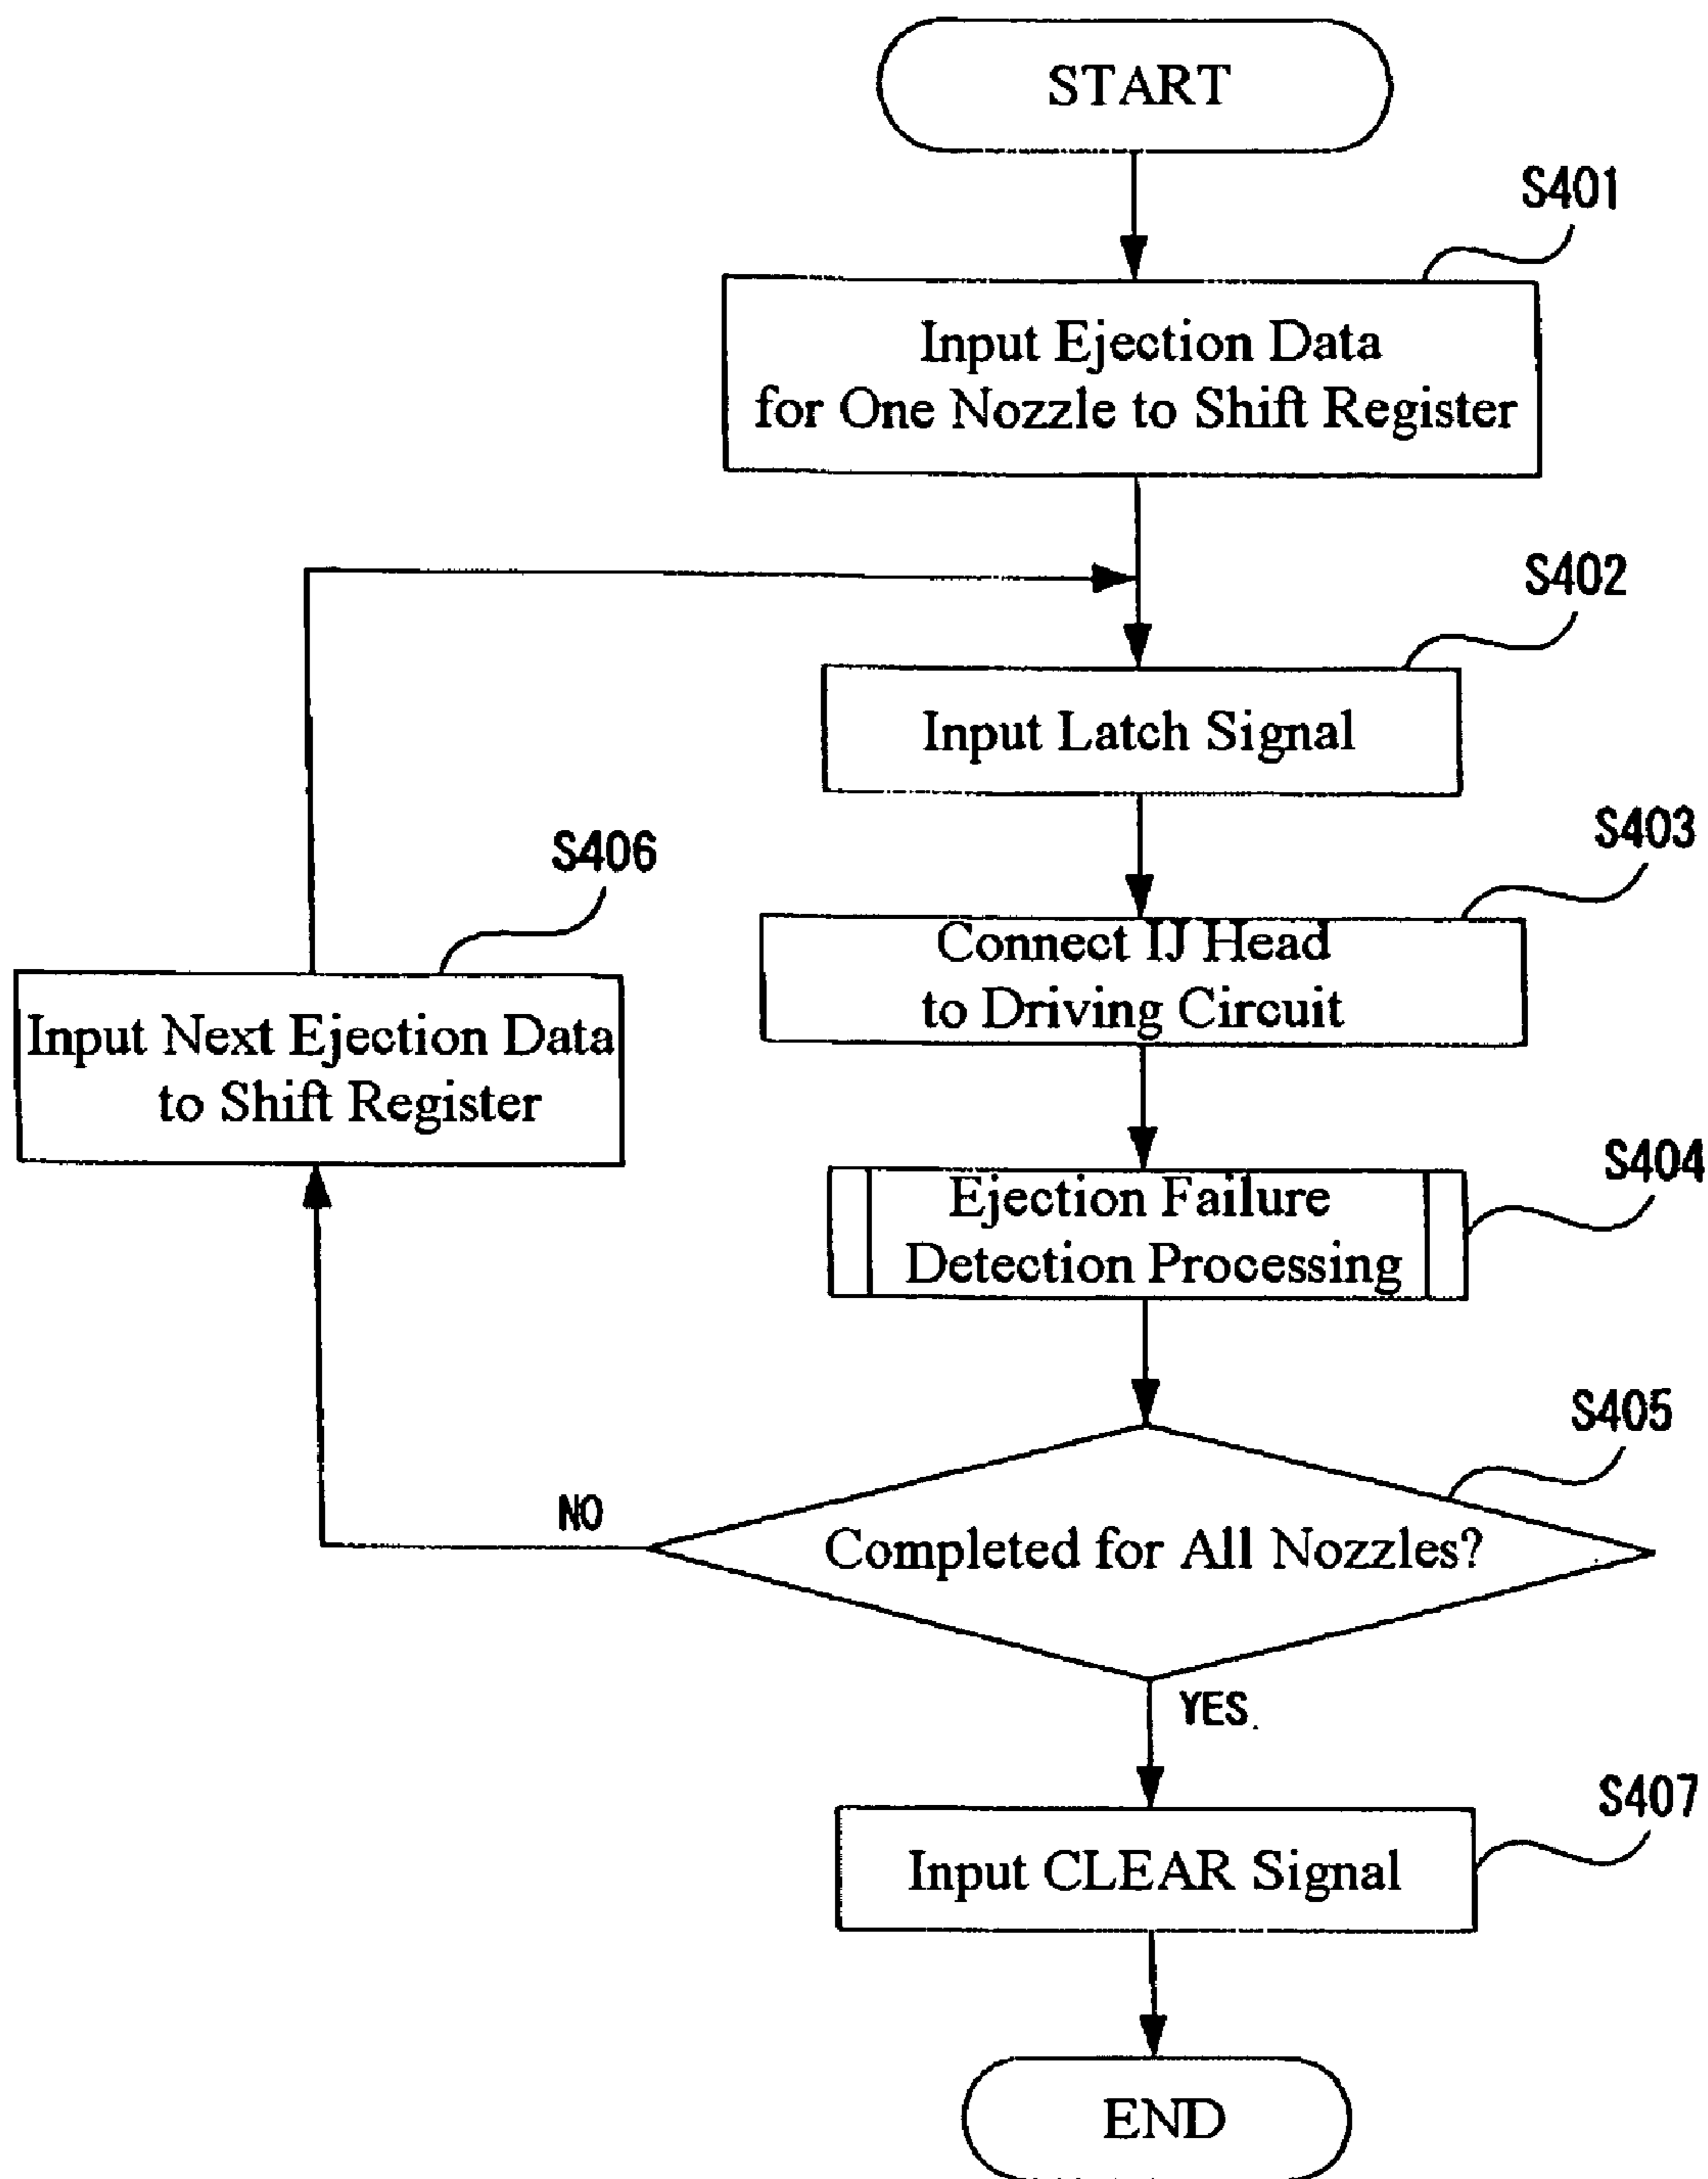 START
S401
Input Ejection Data
for One Nozzle to Shift Register
S402
Input Latch Signal
S403
Connect IJ Head
to Driving Circuit
S406
Input Next Ejection Data
to Shift Register
S404
Ejection Failure
Detection Processing
S405
NO
Completed for All Nozzles?
YES
S407
Input CLEAR Signal
END